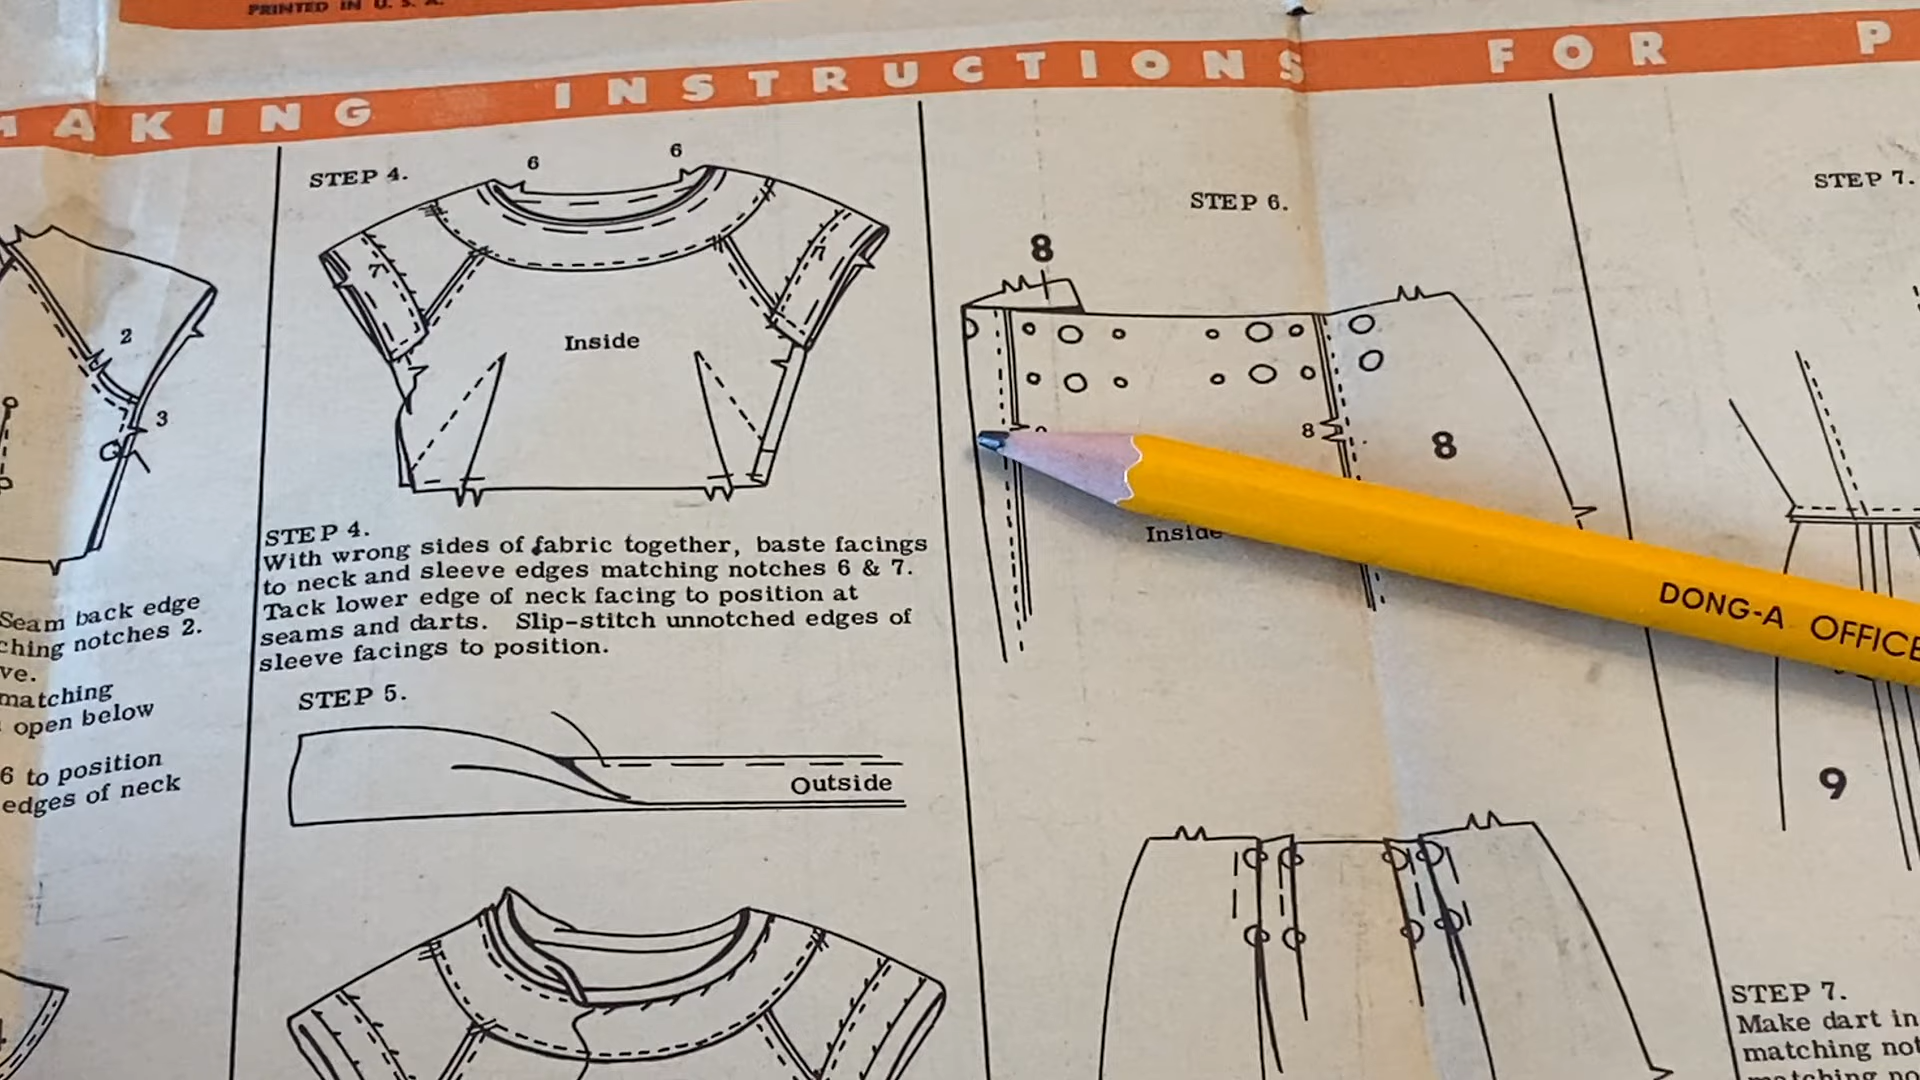 PRINTED IN U. S. A.
MAKING INSTRUCTIONS FOR P
2
3
Seam back edge
ching notches 2.
ve.
matching
open below
6 to position
edges of neck
STEP 4.
6 6
Inside
STEP 4.
With wrong sides of fabric together, baste facings
to neck and sleeve edges matching notches 6 & 7.
Tack lower edge of neck facing to position at
seams and darts. Slip-stitch unnotched edges of
sleeve facings to position.
STEP 5.
Outside
STEP 6.
8
8
8
Inside
DONG-A OFFICE
STEP 7.
9
STEP 7.
Make dart in
matching not
matching no